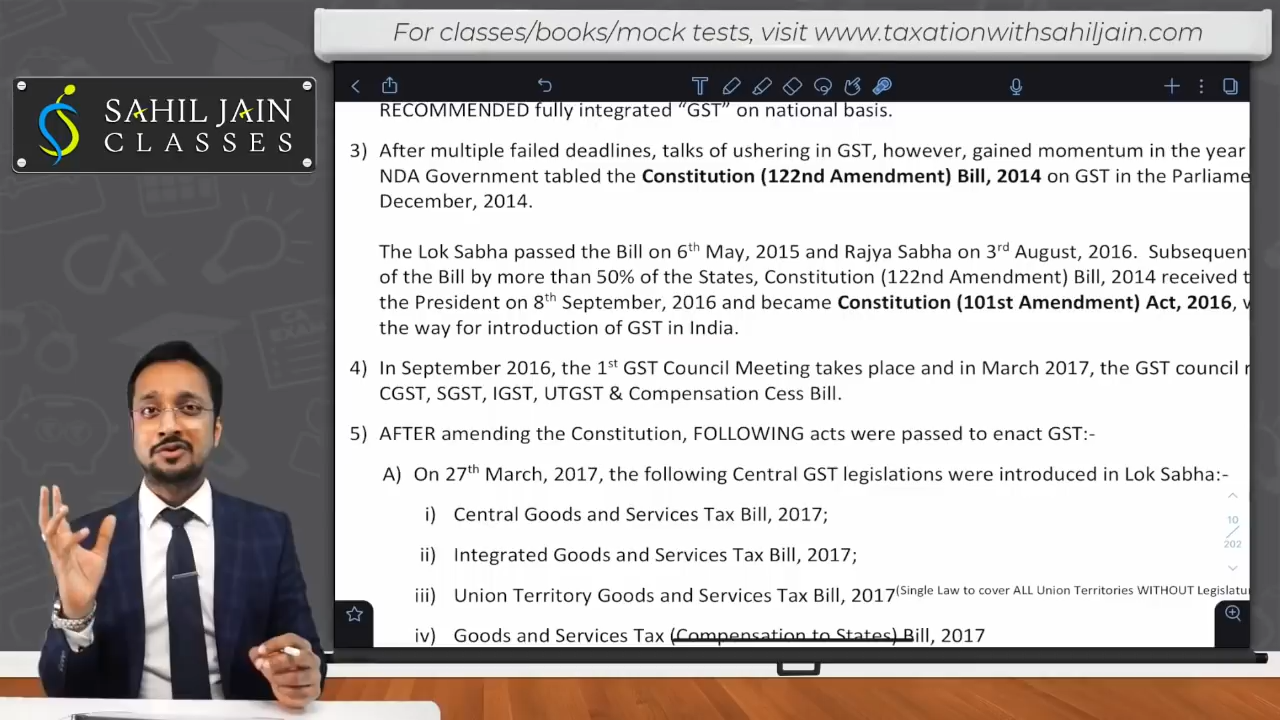 For classes/books/mock tests, visit www.taxationwithsahiljain.com
SAHIL JAIN
CLASSES
RECOMMENDED fully integrated “GST” on national basis.
3) After multiple failed deadlines, talks of ushering in GST, however, gained momentum in the year
NDA Government tabled the Constitution (122nd Amendment) Bill, 2014 on GST in the Parliame
December, 2014.
The Lok Sabha passed the Bill on 6th May, 2015 and Rajya Sabha on 3rd August, 2016. Subsequent
of the Bill by more than 50% of the States, Constitution (122nd Amendment) Bill, 2014 received t
the President on 8th September, 2016 and became Constitution (101st Amendment) Act, 2016,
the way for introduction of GST in India.
4) In September 2016, the 1st GST Council Meeting takes place and in March 2017, the GST council
CGST, SGST, IGST, UTGST & Compensation Cess Bill.
5) AFTER amending the Constitution, FOLLOWING acts were passed to enact GST:-
A) On 27th March, 2017, the following Central GST legislations were introduced in Lok Sabha:-
i) Central Goods and Services Tax Bill, 2017;
ii) Integrated Goods and Services Tax Bill, 2017;
iii) Union Territory Goods and Services Tax Bill, 2017(Single Law to cover ALL Union Territories WITHOUT Legislatu
iv) Goods and Services Tax (Compensation to States) Bill, 2017
10
202
CA